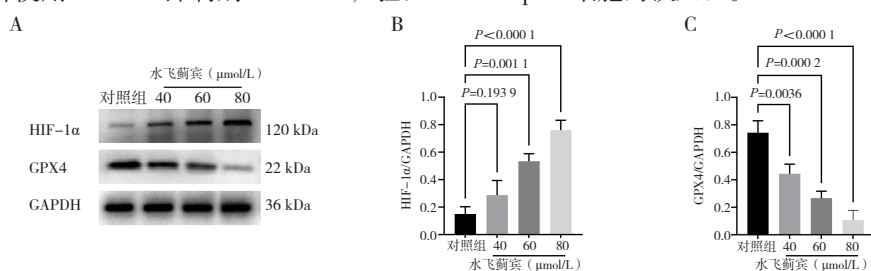 A
水飞蓟宾（μmol/L）
对照组 40 60 80
HIF-1α 120 kDa
GPX4 22 kDa
GAPDH 36 kDa
B
P<0.000 1
P=0.001 1
P=0.193 9
HIF-1α/GAPDH
1.0
0.8
0.6
0.4
0.2
0.0
对照组 40 60 80
水飞蓟宾（μmol/L）
C
P<0.000 1
P=0.000 2
P=0.0036
GPX4/GAPDH
1.0
0.8
0.6
0.4
0.2
0.0
对照组 40 60 80
水飞蓟宾（μmol/L）